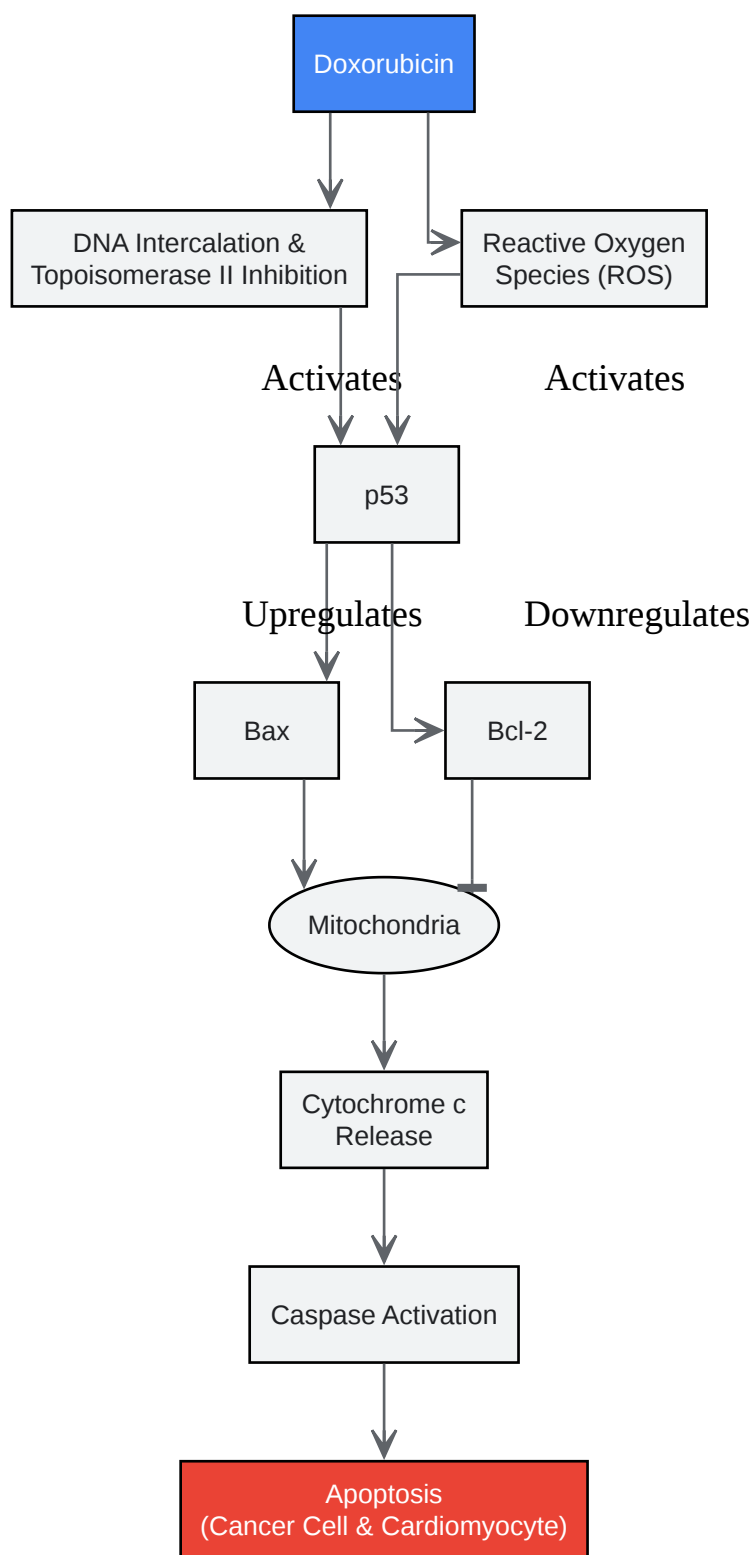 Doxorubicin
DNA Intercalation &
Topoisomerase II Inhibition
Reactive Oxygen
Species (ROS)
Activates
Activates
p53
Upregulates
Downregulates
Bax
Bcl-2
Mitochondria
Cytochrome c
Release
Caspase Activation
Apoptosis
(Cancer Cell & Cardiomyocyte)